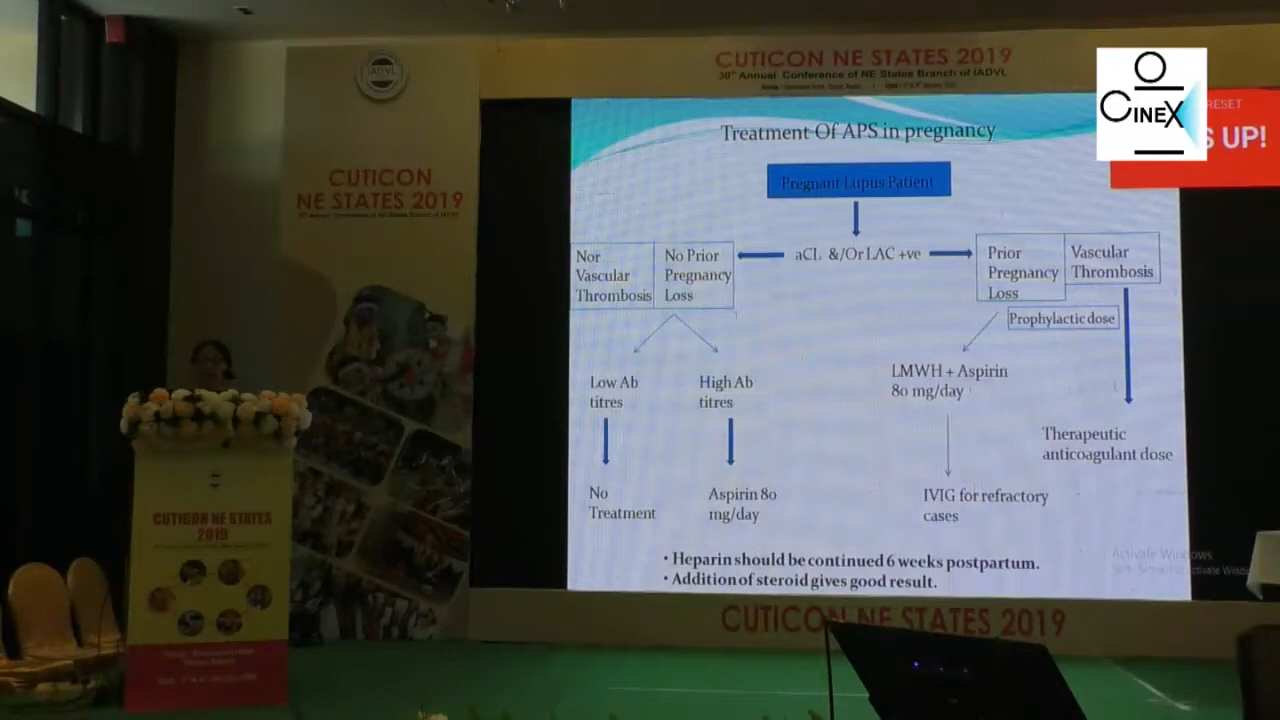 CUTICON NE STATES 2019
30th Annual Conference of NE States Branch of IADVL
IADVL
CUTICON
NE STATES 2019
CINEX
RESET
S UP!
Treatment Of APS in pregnancy
Pregnant Lupus Patient
aCL &/Or LAC +ve
Nor
Vascular
Thrombosis
No Prior
Pregnancy
Loss
Prior
Pregnancy
Loss
Vascular
Thrombosis
Prophylactic dose
Low Ab
titres
High Ab
titres
LMWH + Aspirin
80 mg/day
Therapeutic
anticoagulant dose
No
Treatment
Aspirin 80
mg/day
IVIG for refractory
cases
• Heparin should be continued 6 weeks postpartum.
• Addition of steroid gives good result.
Activate Windows
CUTICON NE STATES
2019
CUTICON NE STATES 2019